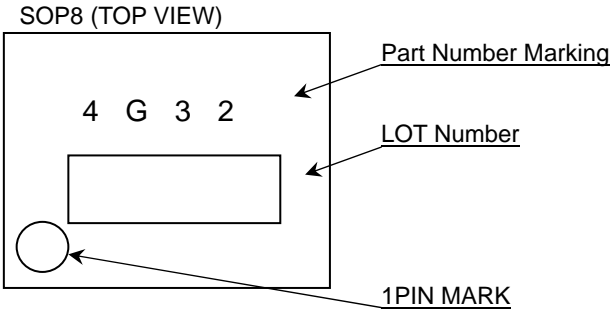 SOP8 (TOP VIEW)
Part Number Marking
4 G 3 2
LOT Number
1PIN MARK